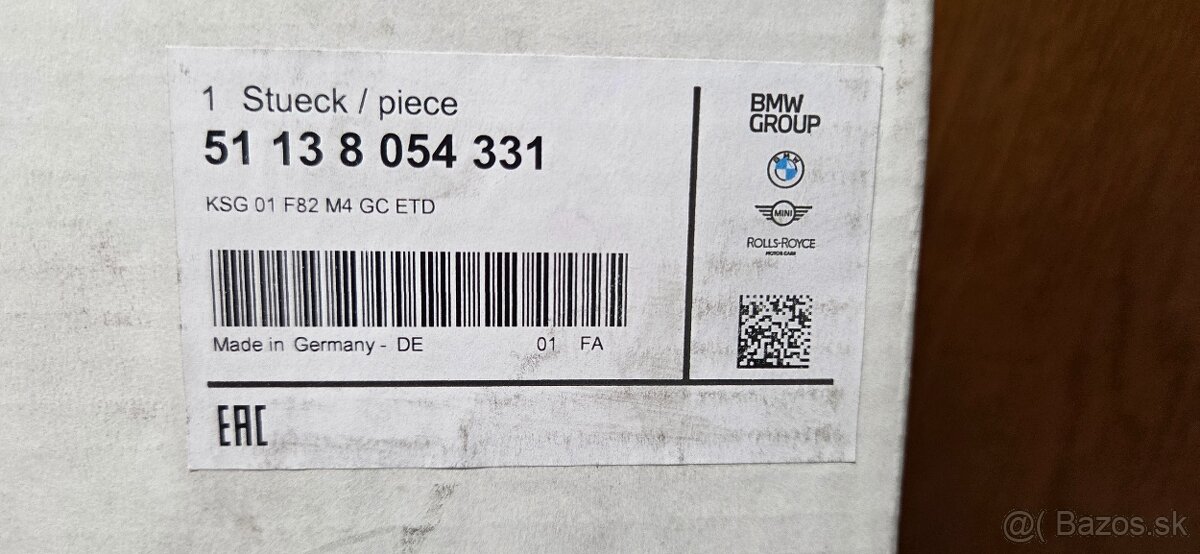 1 Stueck / piece
51 13 8 054 331
KSG 01 F82 M4 GC ETD
Made in Germany - DE 01 FA
EAC
BMW
GROUP
BMW
MINI
ROLLS-ROYCE
MOTOR CARS
@( Bazos.sk